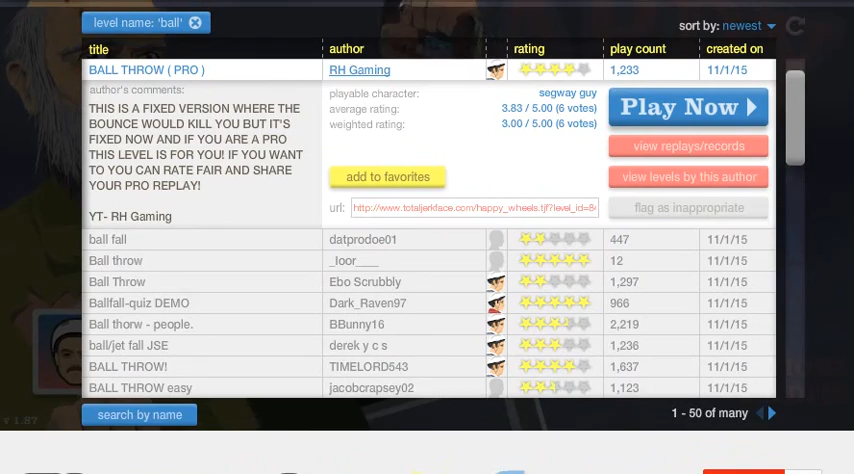 level name: 'ball'
sort by: newest
title author rating play count created on
BALL THROW ( PRO ) RH Gaming 1,233 11/1/15
author's comments:
THIS IS A FIXED VERSION WHERE THE
BOUNCE WOULD KILL YOU BUT IT'S
FIXED NOW AND IF YOU ARE A PRO
THIS LEVEL IS FOR YOU! IF YOU WANT
TO YOU CAN RATE FAIR AND SHARE
YOUR PRO REPLAY!
YT- RH Gaming
playable character: segway guy
average rating: 3.83 / 5.00 (6 votes)
weighted rating: 3.00 / 5.00 (6 votes)
add to favorites
url: http://www.totaljerkface.com/happy_wheels.tjf?level_id=8
Play Now
view replays/records
view levels by this author
flag as inappropriate
ball fall datprodoe01 447 11/1/15
Ball throw _loor____ 12 11/1/15
Ball Throw Ebo Scrubbly 1,297 11/1/15
Ballfall-quiz DEMO Dark_Raven97 966 11/1/15
Ball thorw - people. BBunny16 2,219 11/1/15
ball/jet fall JSE derek y c s 1,236 11/1/15
BALL THROW! TIMELORD543 1,637 11/1/15
BALL THROW easy jacobcrapsey02 1,123 11/1/15
v 1.87
search by name
1 - 50 of many